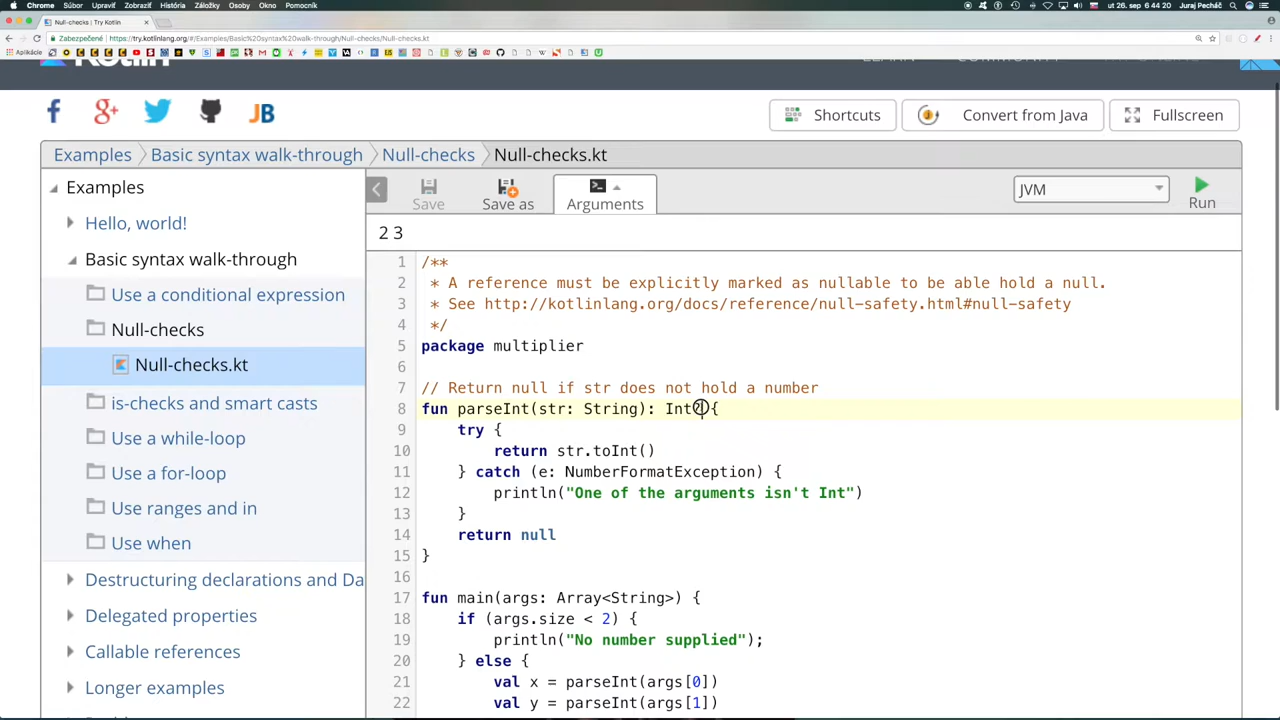 Chrome Súbor Upraviť Zobraziť História Záložky Osoby Okno Pomocník
ut 26. sep 6 44 20 Juraj Pecháč
Null-checks | Try Kotlin
Zabezpečené https://try.kotlinlang.org/#/Examples/Basic%20syntax%20walk-through/Null-checks/Null-checks.kt
Aplikácie
Kotlin
Shortcuts
Convert from Java
Fullscreen
Examples Basic syntax walk-through Null-checks Null-checks.kt
Examples
Hello, world!
Basic syntax walk-through
Use a conditional expression
Null-checks
Null-checks.kt
is-checks and smart casts
Use a while-loop
Use a for-loop
Use ranges and in
Use when
Destructuring declarations and Da
Delegated properties
Callable references
Longer examples
Save
Save as
Arguments
JVM
Run
2 3
1 /**
2 * A reference must be explicitly marked as nullable to be able hold a null.
3 * See http://kotlinlang.org/docs/reference/null-safety.html#null-safety
4 */
5 package multiplier
6
7 // Return null if str does not hold a number
8 fun parseInt(str: String): Int? {
9 try {
10 return str.toInt()
11 } catch (e: NumberFormatException) {
12 println("One of the arguments isn't Int")
13 }
14 return null
15 }
16
17 fun main(args: Array<String>) {
18 if (args.size < 2) {
19 println("No number supplied");
20 } else {
21 val x = parseInt(args[0])
22 val y = parseInt(args[1])